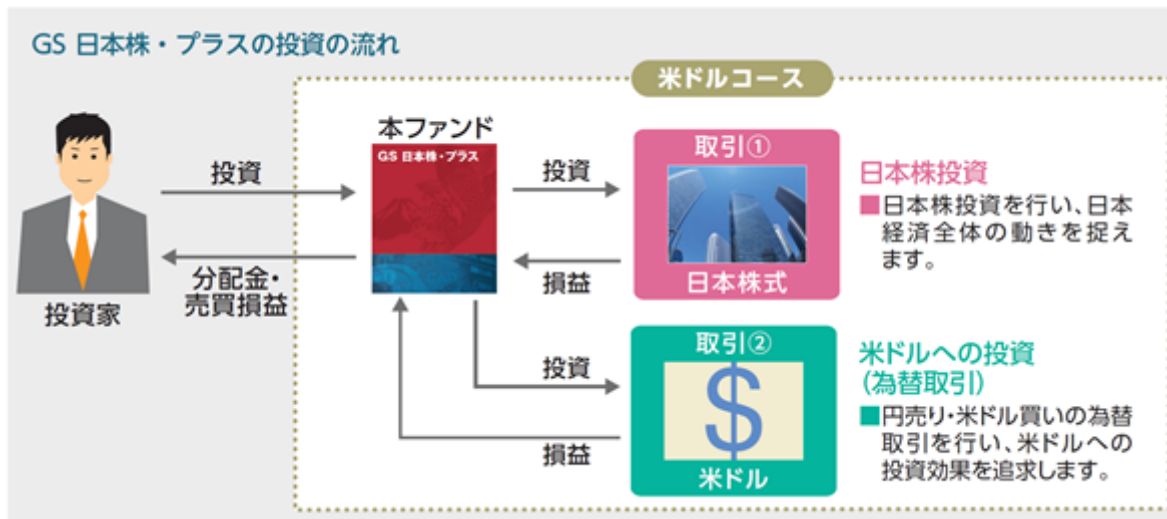 GS 日本株・プラスの投資の流れ
米ドルコース
本ファンド
GS 日本株・プラス
投資
分配金・
売買損益
投資家
投資
損益
取引①
日本株式
日本株投資
■日本株投資を行い、日本
経済全体の動きを捉え
ます。
投資
損益
取引②
$
米ドル
米ドルへの投資
(為替取引)
■円売り・米ドル買いの為替
取引を行い、米ドルへの
投資効果を追求します。